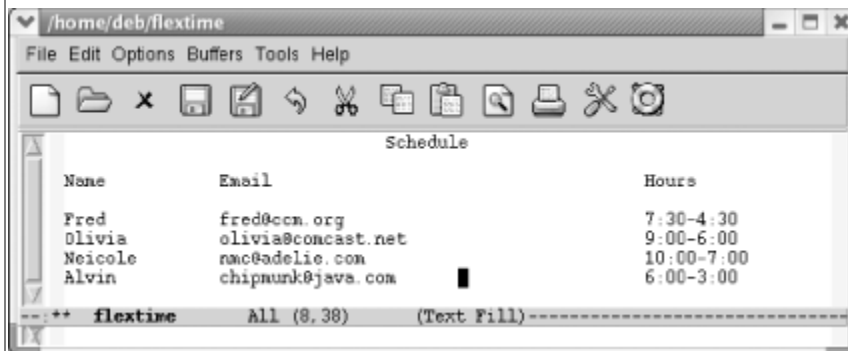 /home/deb/flextime
File Edit Options Buffers Tools Help
Schedule
Name Email Hours
Fred fred@ccm.org 7:30-4:30
Olivia olivia@comcast.net 9:00-6:00
Neicole nmc@adelie.com 10:00-7:00
Alvin chipmunk@java.com 6:00-3:00
--:** flextime All (8,38) (Text Fill)------------------------------